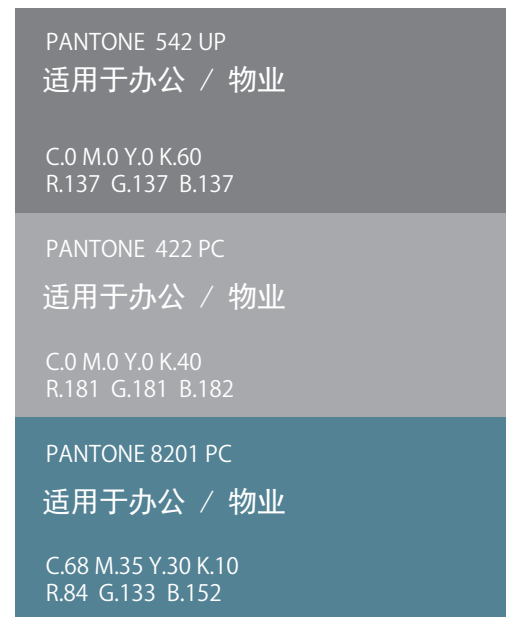 PANTONE 542 UP
适用于办公 / 物业
C.0 M.0 Y.0 K.60
R.137 G.137 B.137
PANTONE 422 PC
适用于办公 / 物业
C.0 M.0 Y.0 K.40
R.181 G.181 B.182
PANTONE 8201 PC
适用于办公 / 物业
C.68 M.35 Y.30 K.10
R.84 G.133 B.152